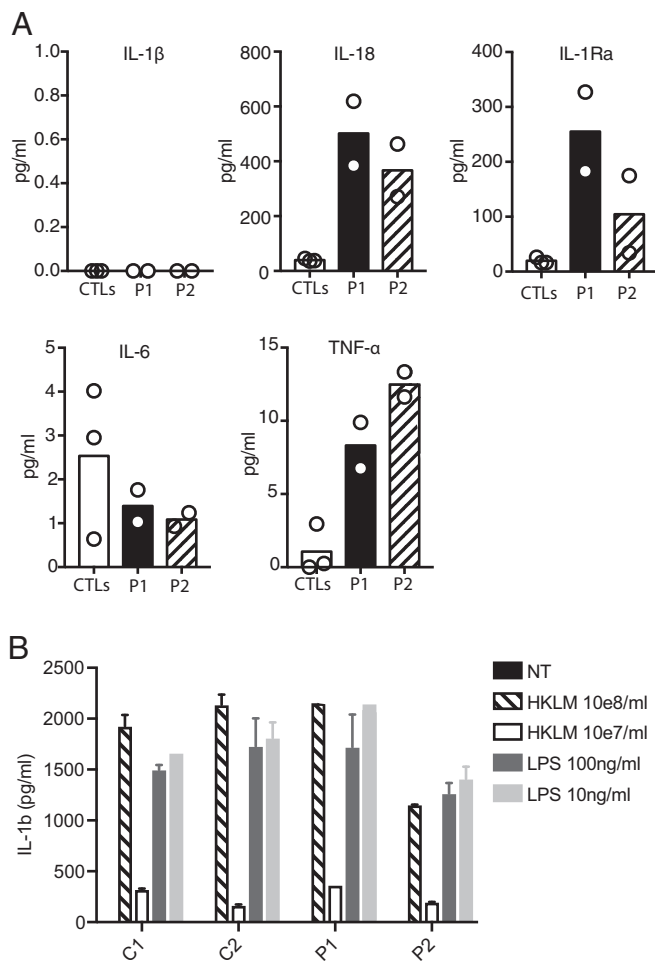 A
IL-1β
IL-18
IL-1Ra
pg/ml
1.0
0.8
0.6
0.4
0.2
0.0
CTLs P1 P2
pg/ml
800
600
400
200
0
CTLs P1 P2
pg/ml
400
300
200
100
0
CTLs P1 P2
IL-6
TNF-α
pg/ml
6
5
4
3
2
1
0
CTLs P1 P2
pg/ml
15
10
5
0
CTLs P1 P2
B
IL-1b (pg/ml)
2500
2000
1500
1000
500
0
C1 C2 P1 P2
NT
HKLM 10e8/ml
HKLM 10e7/ml
LPS 100ng/ml
LPS 10ng/ml